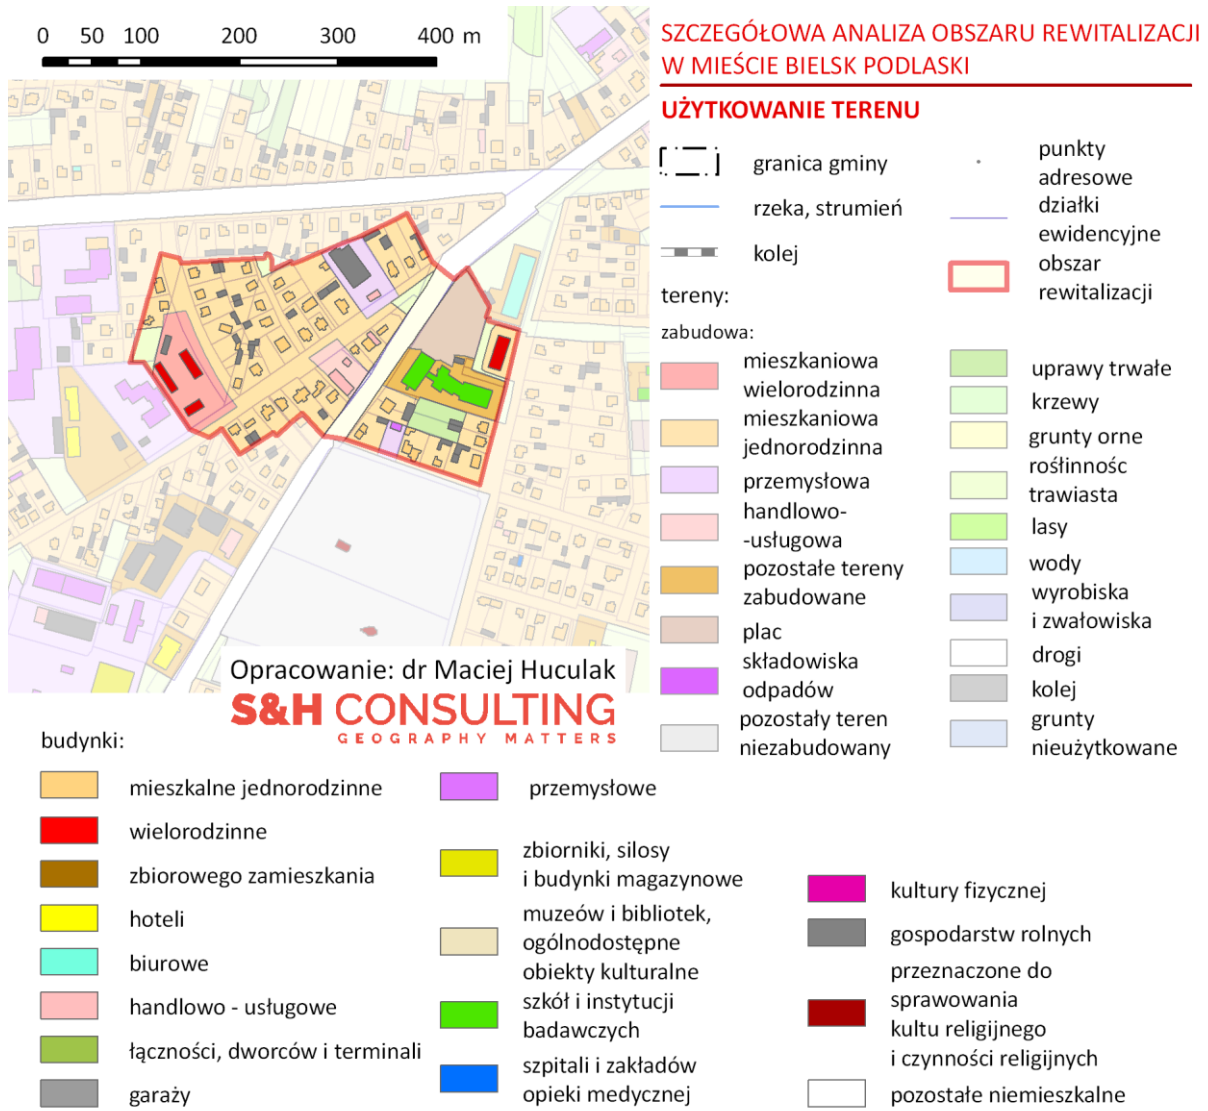 0 50 100 200 300 400 m
SZCZEGÓŁOWA ANALIZA OBSZARU REWITALIZACJI
W MIEŚCIE BIELSK PODLASKI
UŻYTKOWANIE TERENU
granica gminy
rzeka, strumień
kolej
punkty
adresowe
działki
ewidencyjne
obszar
rewitalizacji
tereny:
zabudowa:
mieszkaniowa
wielorodzinna
mieszkaniowa
jednorodzinna
przemysłowa
handlowo-
-usługowa
pozostałe tereny
zabudowane
plac
składowiska
odpadów
pozostały teren
niezabudowany
uprawy trwałe
krzewy
grunty orne
roślinnośc
trawiasta
lasy
wody
wyrobiska
i zwałowiska
drogi
kolej
grunty
nieużytkowane
Opracowanie: dr Maciej Huculak
S&H CONSULTING
GEOGRAPHY MATTERS
budynki:
mieszkalne jednorodzinne
wielorodzinne
zbiorowego zamieszkania
hoteli
biurowe
handlowo - usługowe
łączności, dworców i terminali
garaży
przemysłowe
zbiorniki, silosy
i budynki magazynowe
muzeów i bibliotek,
ogólnodostępne
obiekty kulturalne
szkół i instytucji
badawczych
szpitali i zakładów
opieki medycznej
kultury fizycznej
gospodarstw rolnych
przeznaczone do
sprawowania
kultu religijnego
i czynności religijnych
pozostałe niemieszkalne